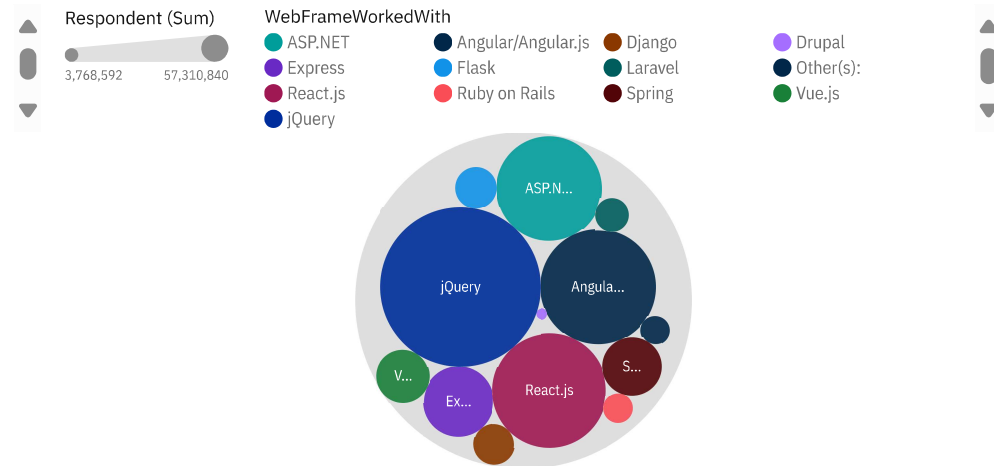 Respondent (Sum)
3,768,592 57,310,840
WebFrameWorkedWith
ASP.NET Angular/Angular.js Django Drupal
Express Flask Laravel Other(s):
React.js Ruby on Rails Spring Vue.js
jQuery
ASP.N...
jQuery
Angula...
V...
Ex...
React.js
S...